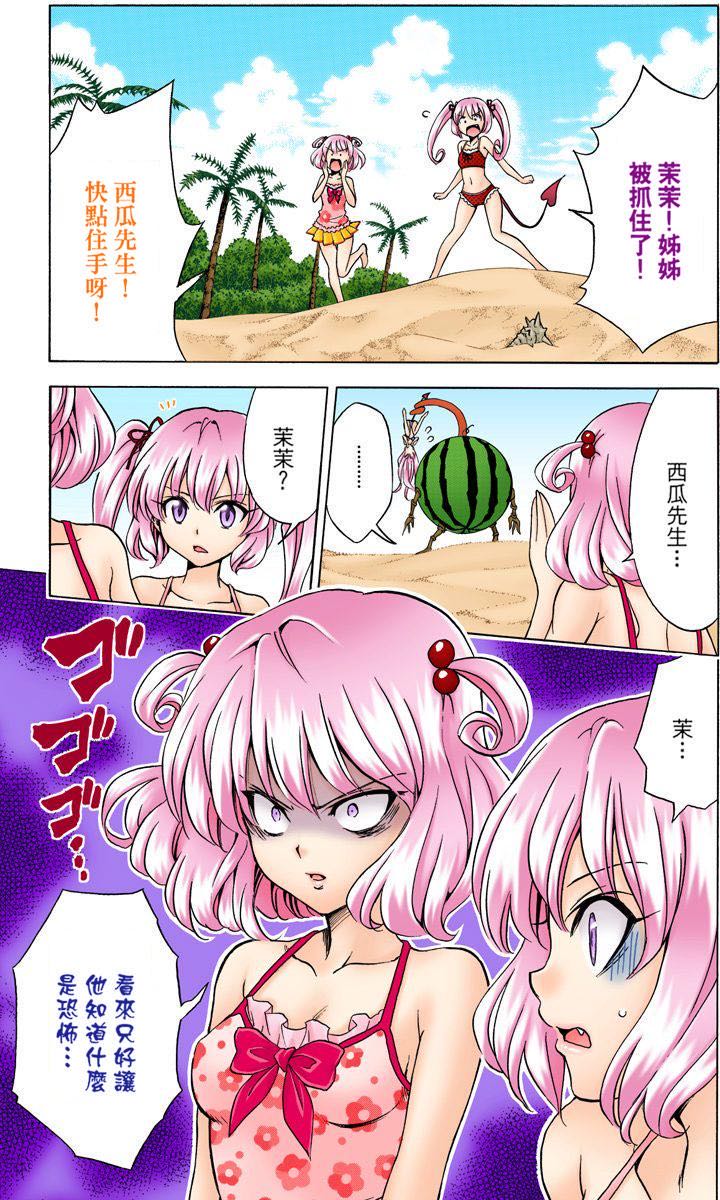 茉茉！姊姊
被抓住了！
西瓜先生！
快點住手呀！
西瓜先生…
………
茉茉？
茉…
ゴゴゴゴ…
看來只好讓
他知道什麼
是恐怖…